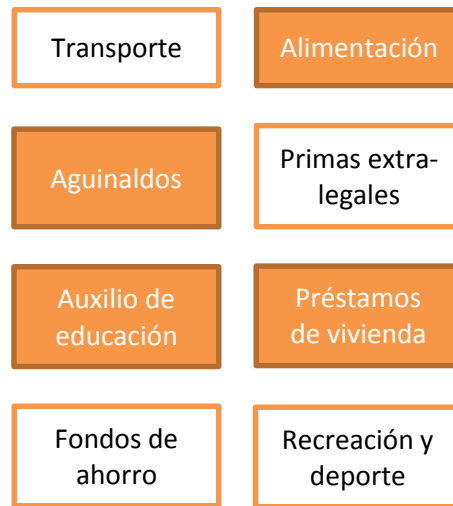 Transporte
Alimentación
Aguinaldos
Primas extra-
legales
Auxilio de
educación
Préstamos
de vivienda
Fondos de
ahorro
Recreación y
deporte